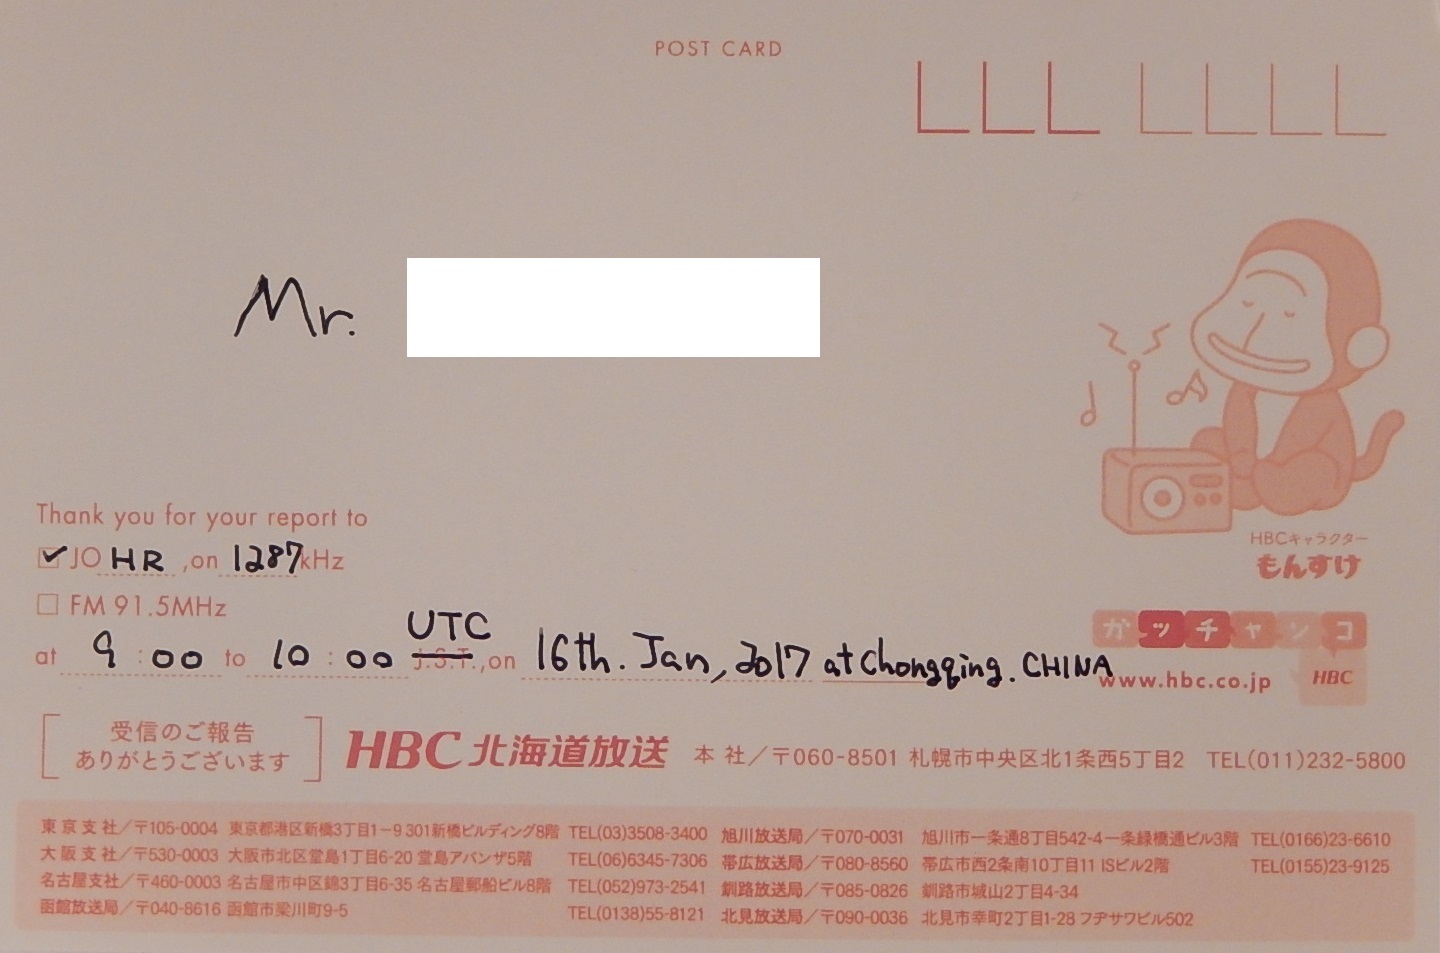 POST CARD
Mr.
Thank you for your report to
JO HR ,on 1287kHz
FM 91.5MHz
UTC
at 9:00 to 10:00 J.S.T.,on 16th. Jan, 2017 at Chongqing. CHINA
HBCキャラクター
もんすけ
ガッチャンコ
HBC
www.hbc.co.jp
受信のご報告
ありがとうございます
HBC北海道放送 本社/〒060-8501 札幌市中央区北1条西5丁目2 TEL(011)232-5800
東京支社/〒105-0004 東京都港区新橋3丁目1-9 301新橋ビルディング8階 TEL(03)3508-3400 旭川放送局/〒070-0031 旭川市一条通8丁目542-4 一条緑橋通ビル3階 TEL(0166)23-6610
大阪支社/〒530-0003 大阪市北区堂島1丁目6-20 堂島アバンザ5階 TEL(06)6345-7306 帯広放送局/〒080-8560 帯広市西2条南10丁目11 ISビル2階 TEL(0155)23-9125
名古屋支社/〒460-0003 名古屋市中区錦3丁目6-35 名古屋郵船ビル8階 TEL(052)973-2541 釧路放送局/〒085-0826 釧路市城山2丁目4-34
函館放送局/〒040-8616 函館市梁川町9-5 TEL(0138)55-8121 北見放送局/〒090-0036 北見市幸町2丁目1-28 フヂサワビル502